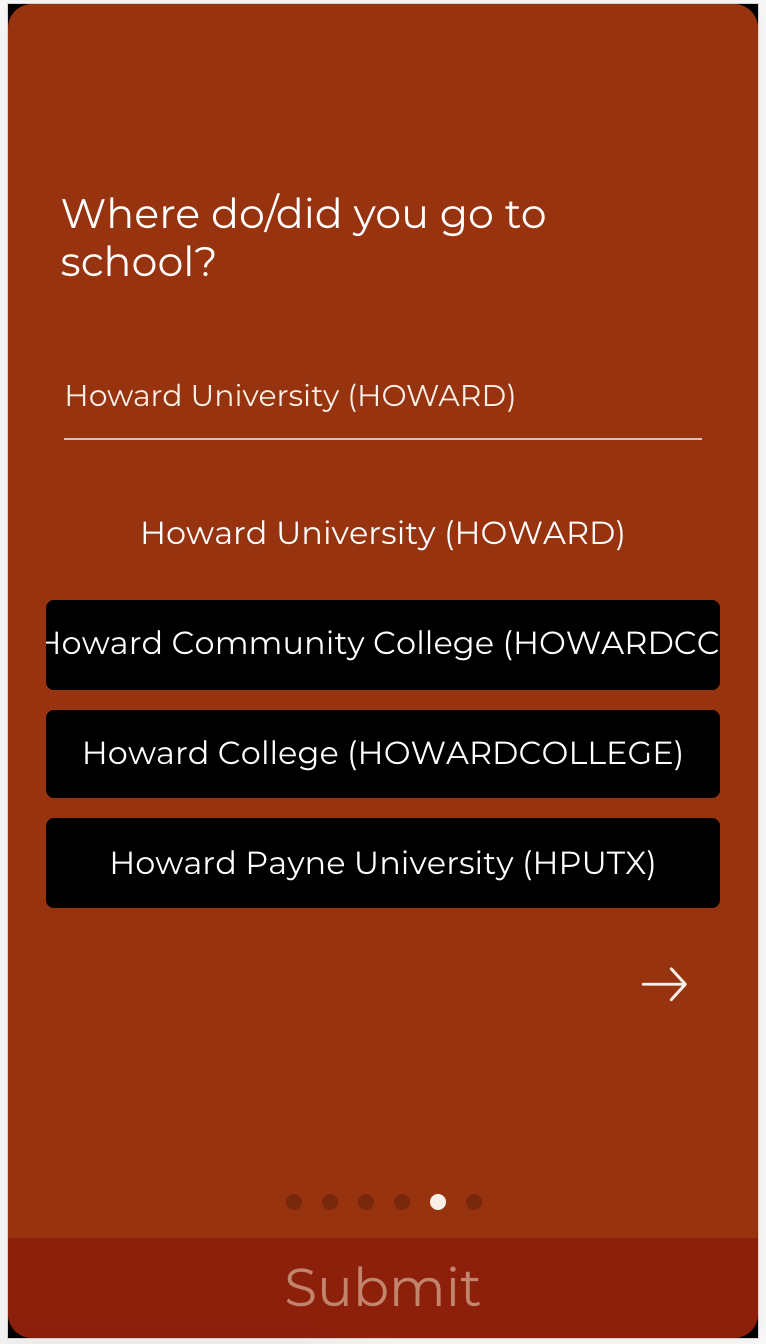 Where do/did you go to
school?
Howard University (HOWARD)
Howard University (HOWARD)
Howard Community College (HOWARDCC
Howard College (HOWARDCOLLEGE)
Howard Payne University (HPUTX)
Submit